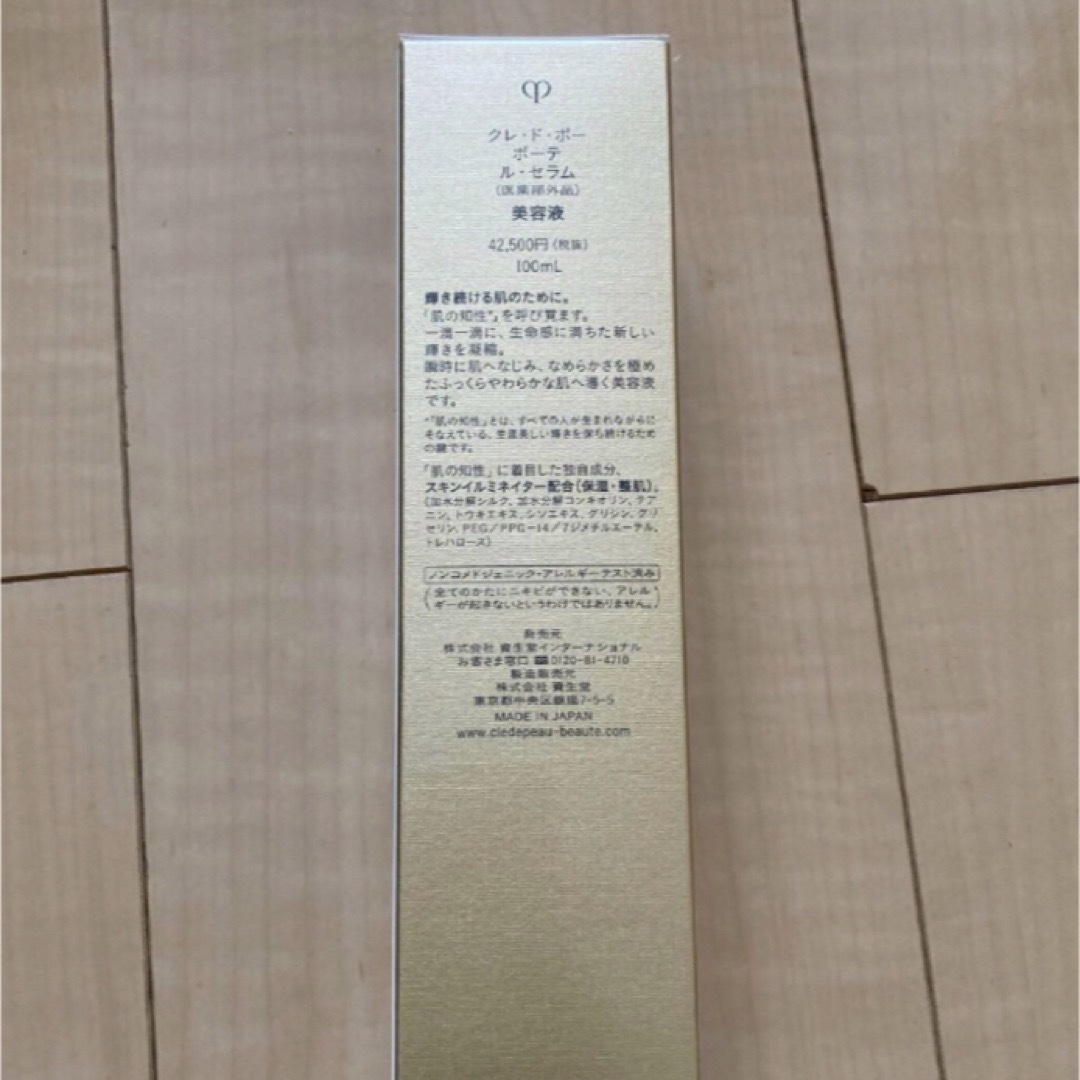 クレ・ド・ポー
ボーテ
ル・セラム
(医薬部外品)
美容液
42,500円(税抜)
100mL
輝き続ける肌のために。
「肌の知性*」を呼び覚ます。
一滴一滴に、生命感に満ちた新しい
輝きを凝縮。
瞬時に肌へなじみ、なめらかさを極め
たふっくらやわらかな肌へ導く美容液
です。
*「肌の知性」とは、すべての人が生まれながらに
そなえている、生涯美しい輝きを保ち続けるため
の鍵です。
「肌の知性」に着目した独自成分、
スキンイルミネイター配合(保湿・整肌)。
(加水分解シルク、加水分解コンキオリン、テア
ニン、トウキエキス、シソエキス、グリシン、グリ
セリン、PEG/PPG-14/7ジメチルエーテル、
トレハロース)
ノンコメドジェニック・アレルギーテスト済み
(全てのかたにニキビができない、アレル
ギーが起きないというわけではありません。)
発売元
株式会社 資生堂インターナショナル
お客さま窓口 0120-81-4710
製造販売元
株式会社 資生堂
東京都中央区銀座7-5-5
MADE IN JAPAN
www.cledepeau-beaute.com